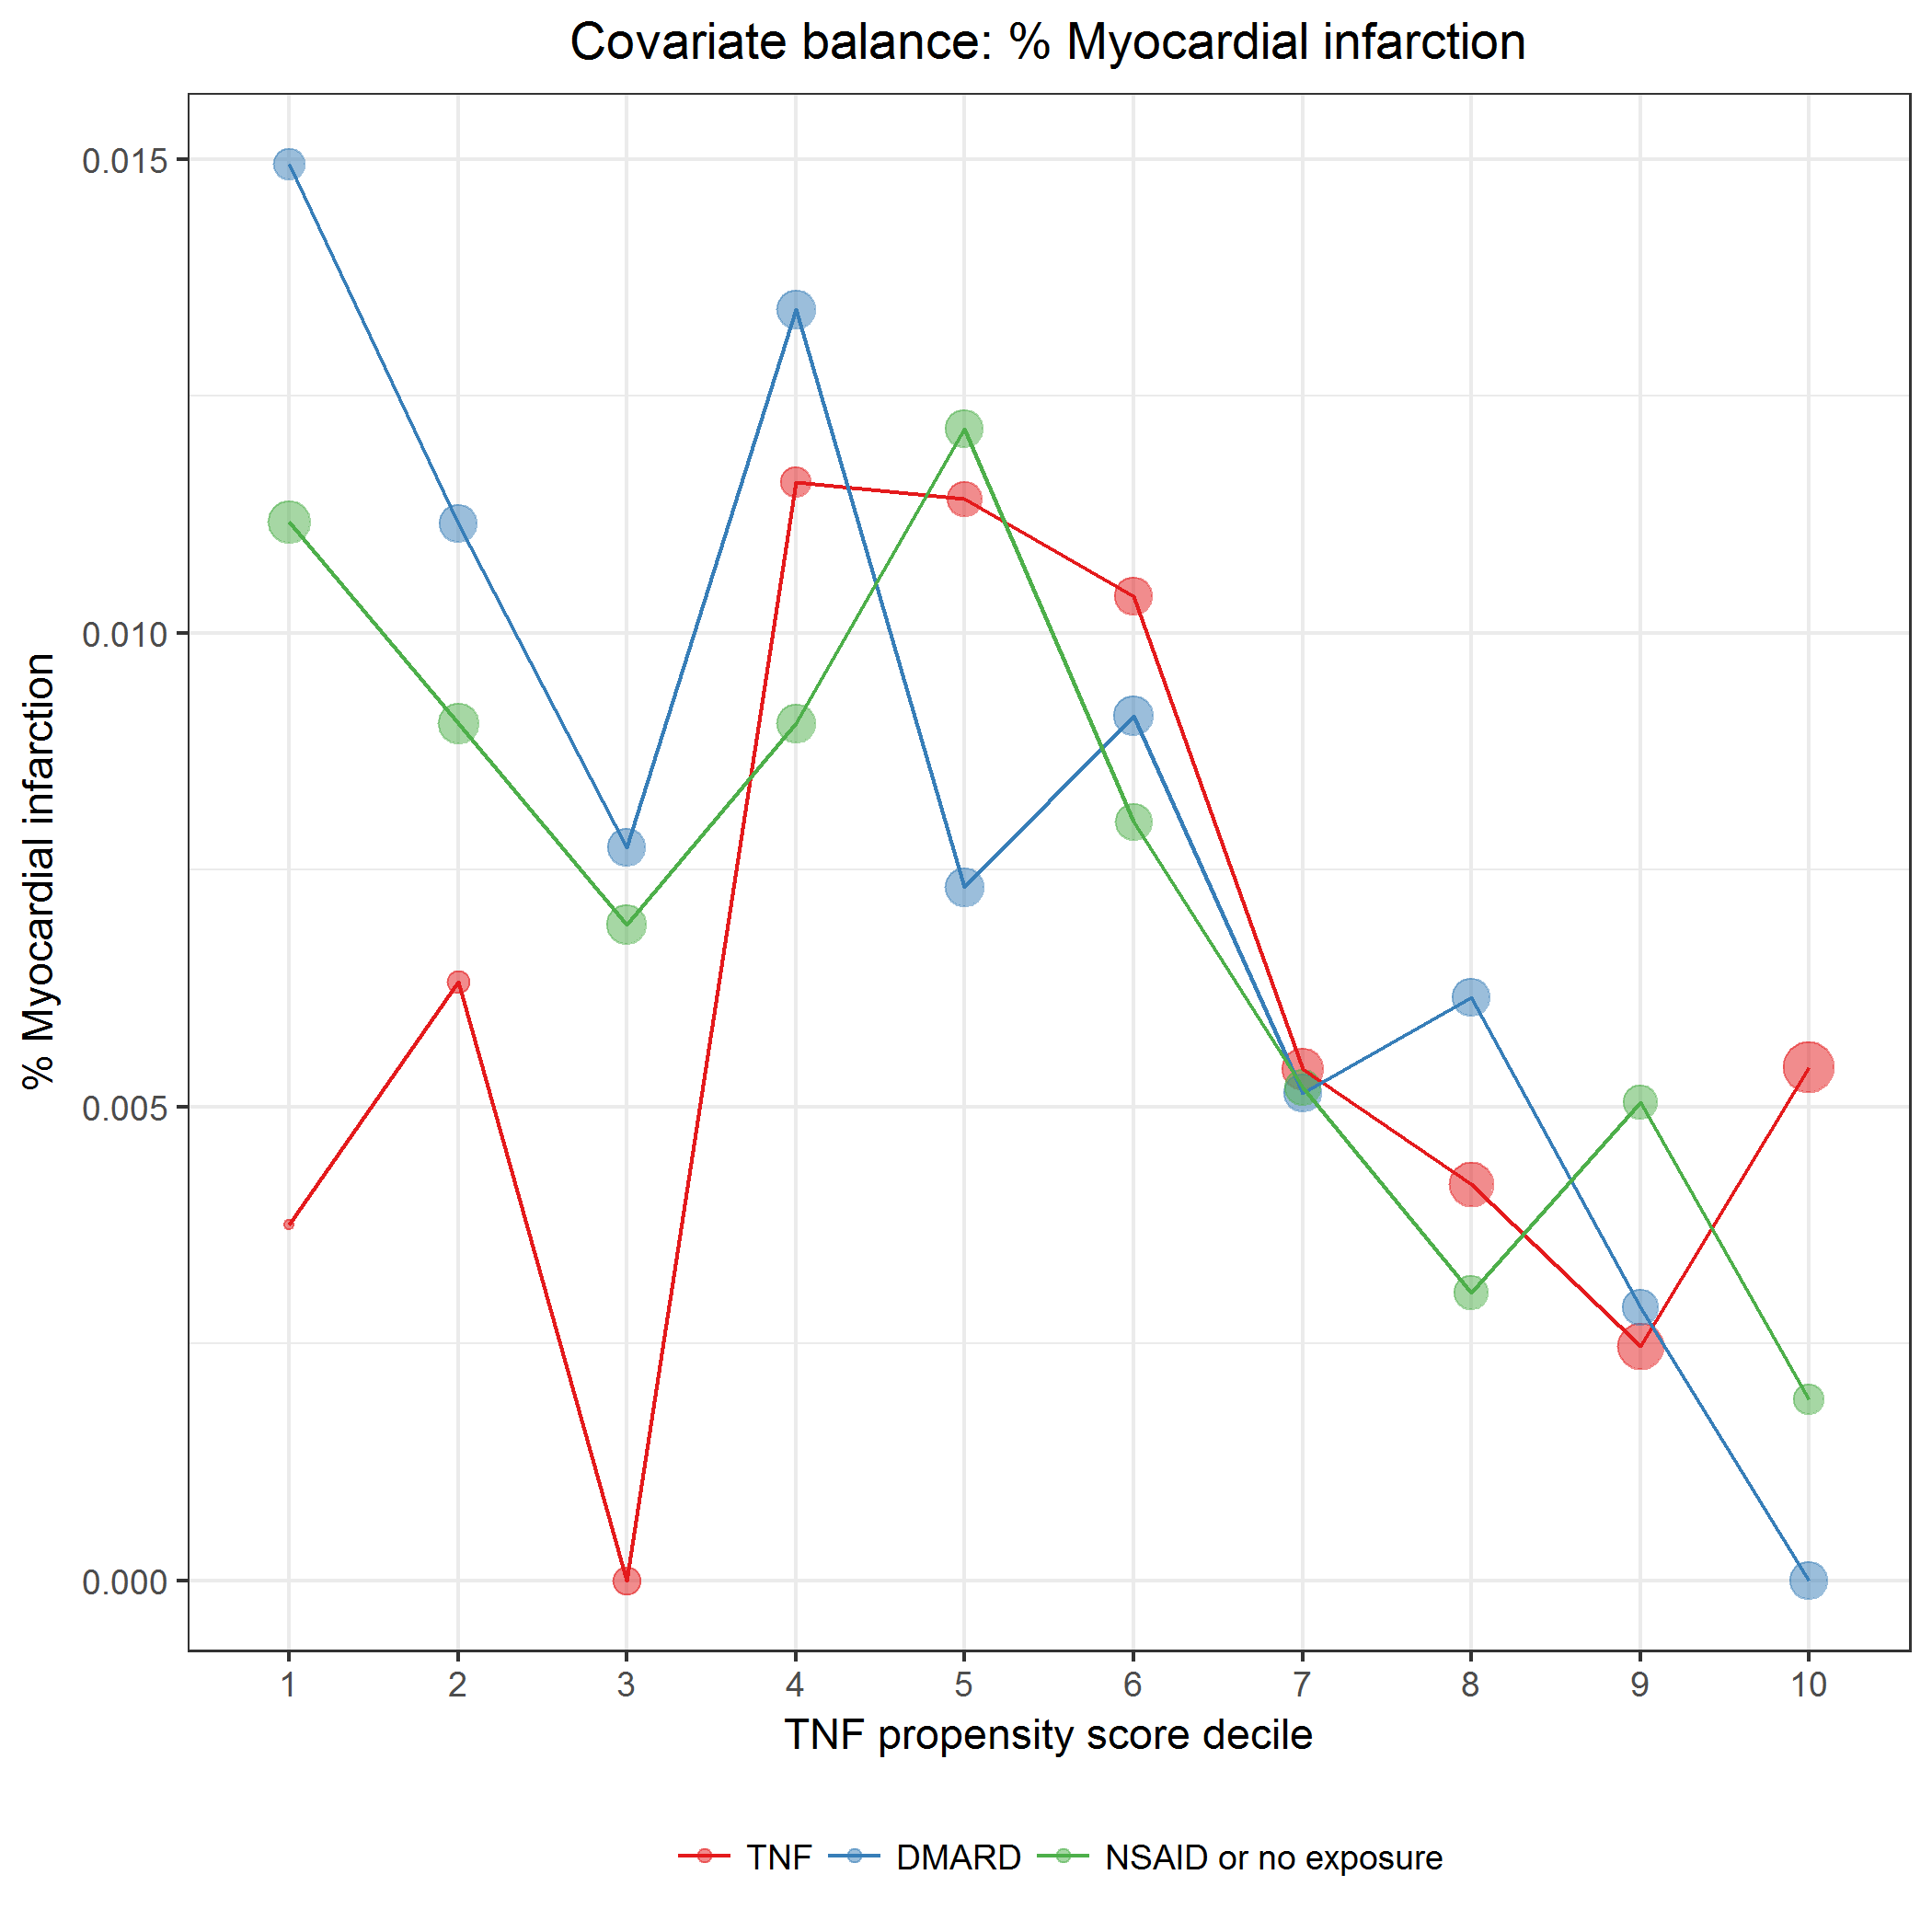 Covariate balance: % Myocardial infarction
% Myocardial infarction
0.015
0.010
0.005
0.000
1 2 3 4 5 6 7 8 9 10
TNF propensity score decile
TNF DMARD NSAID or no exposure